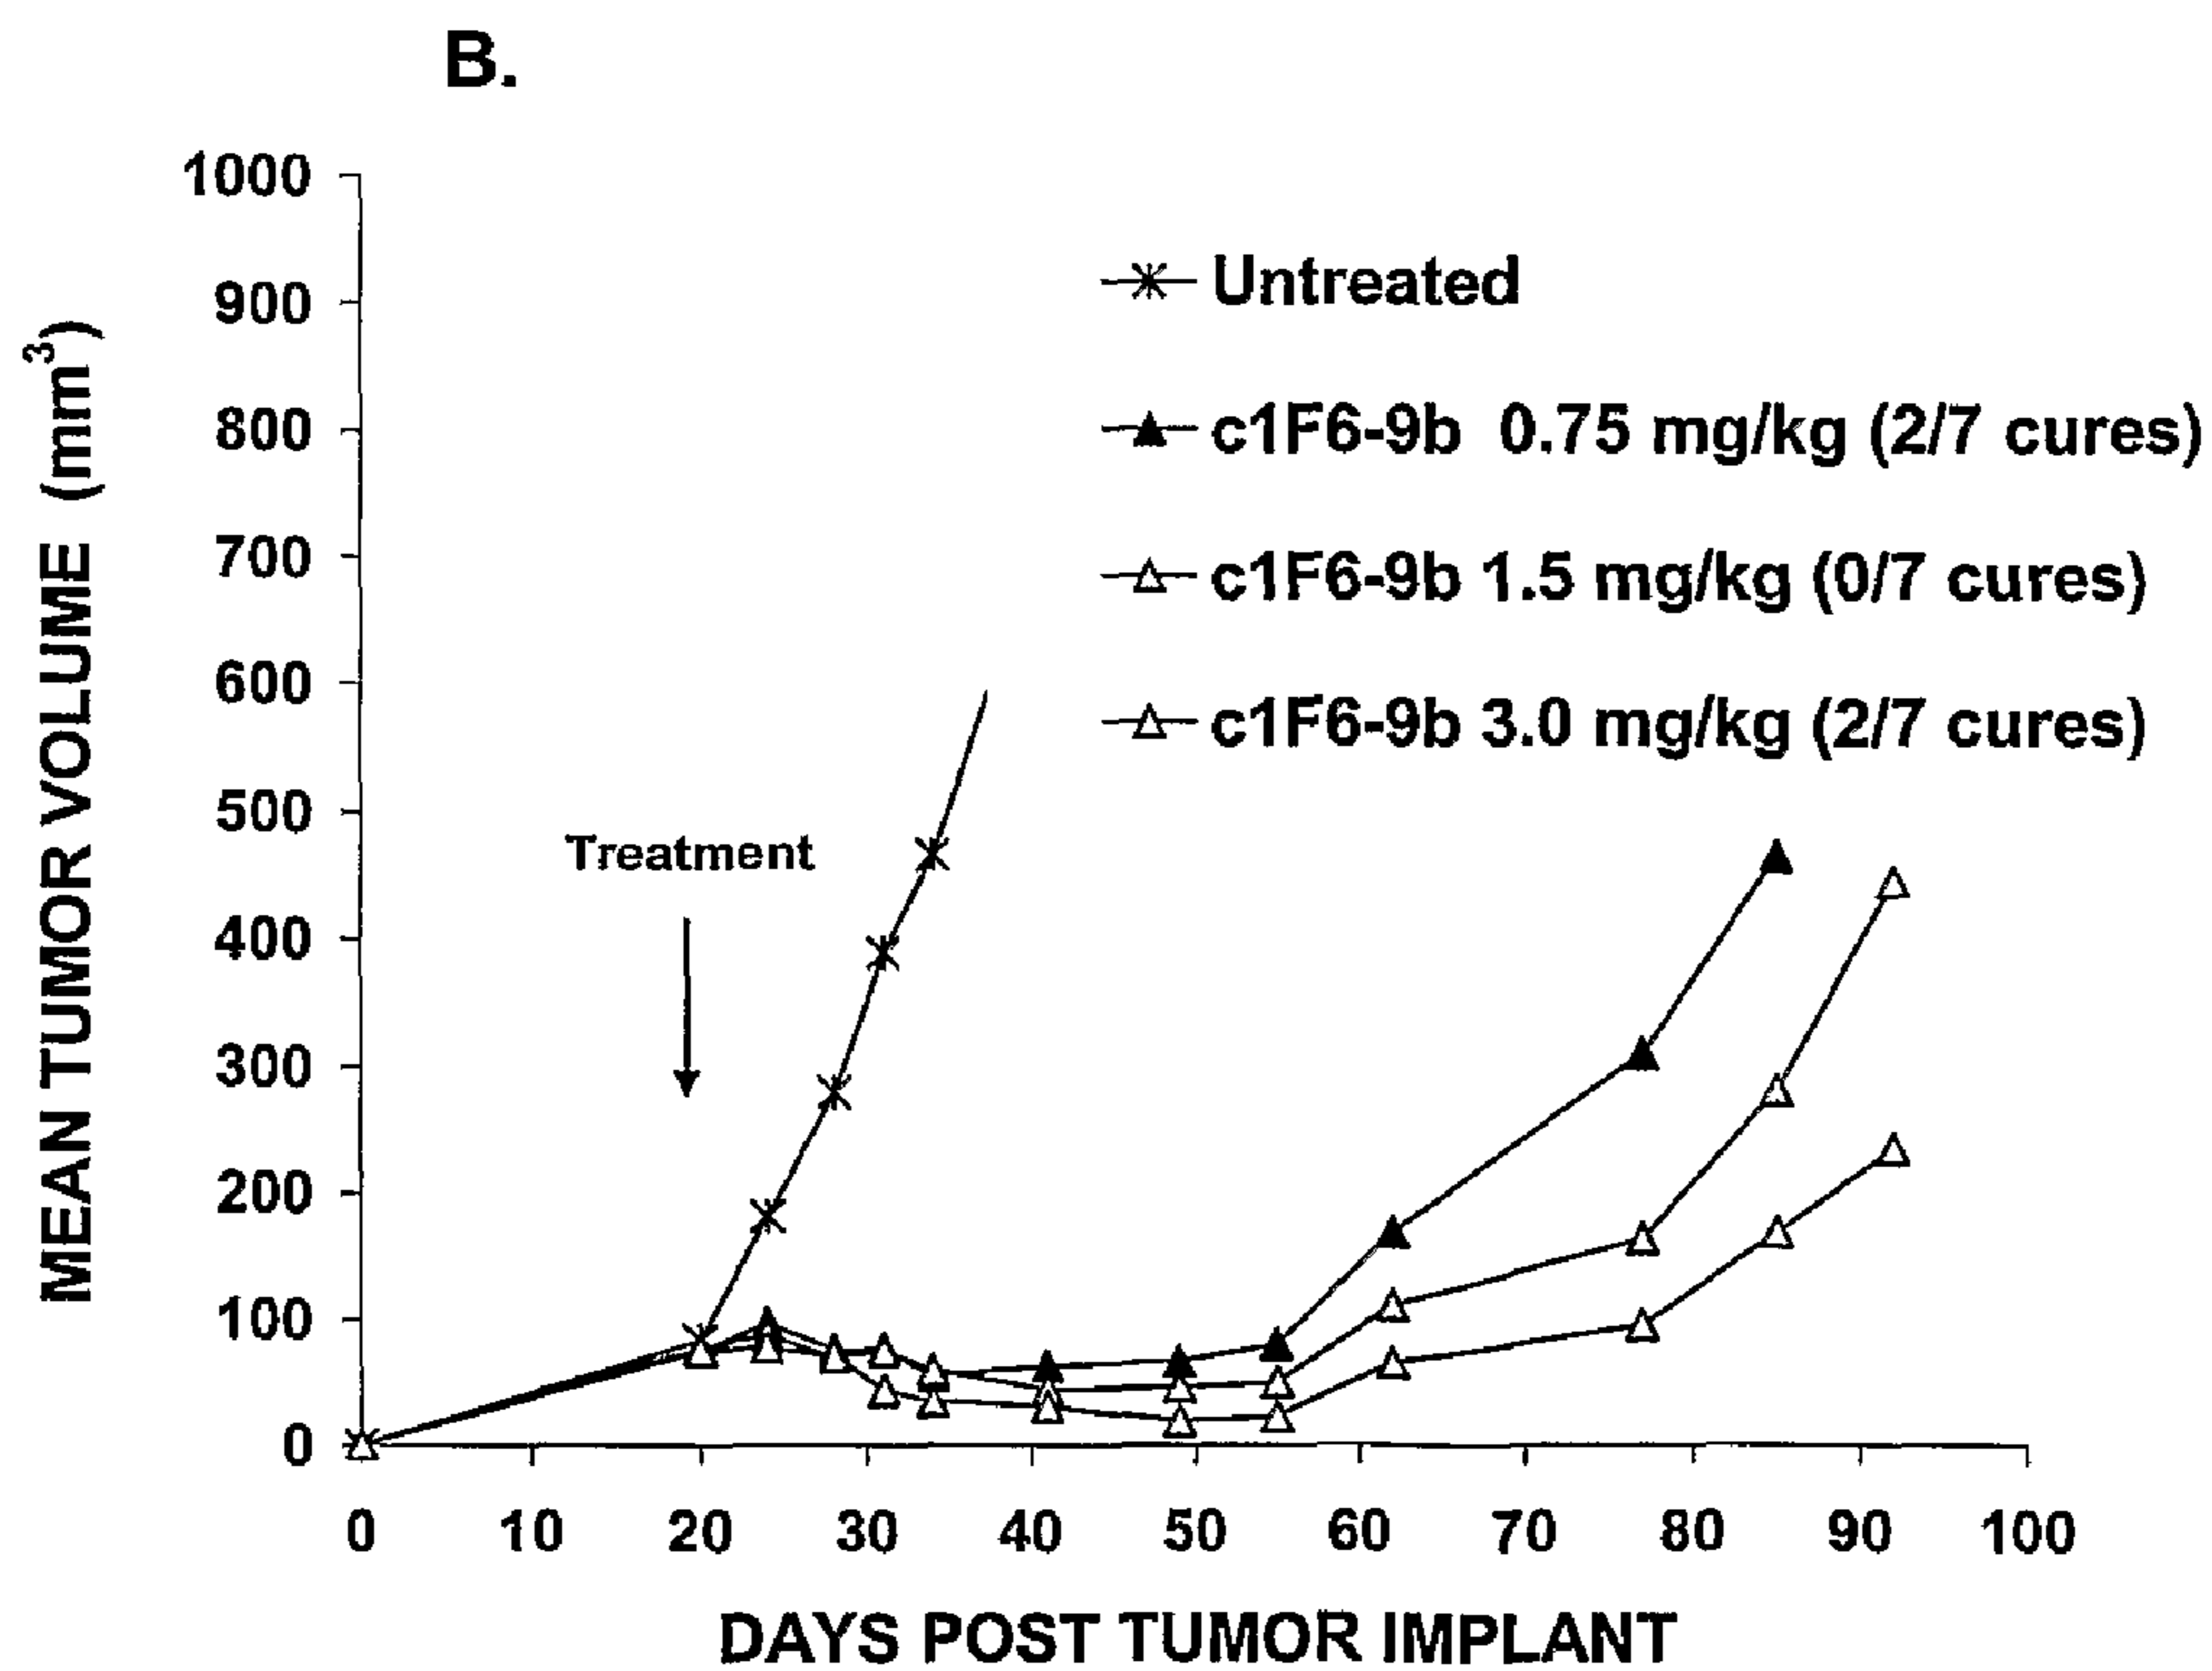 B.
MEAN TUMOR VOLUME (mm³)
1000
900
800
700
600
500
400
300
200
100
0
Untreated
c1F6-9b 0.75 mg/kg (2/7 cures)
c1F6-9b 1.5 mg/kg (0/7 cures)
c1F6-9b 3.0 mg/kg (2/7 cures)
Treatment
0 10 20 30 40 50 60 70 80 90 100
DAYS POST TUMOR IMPLANT